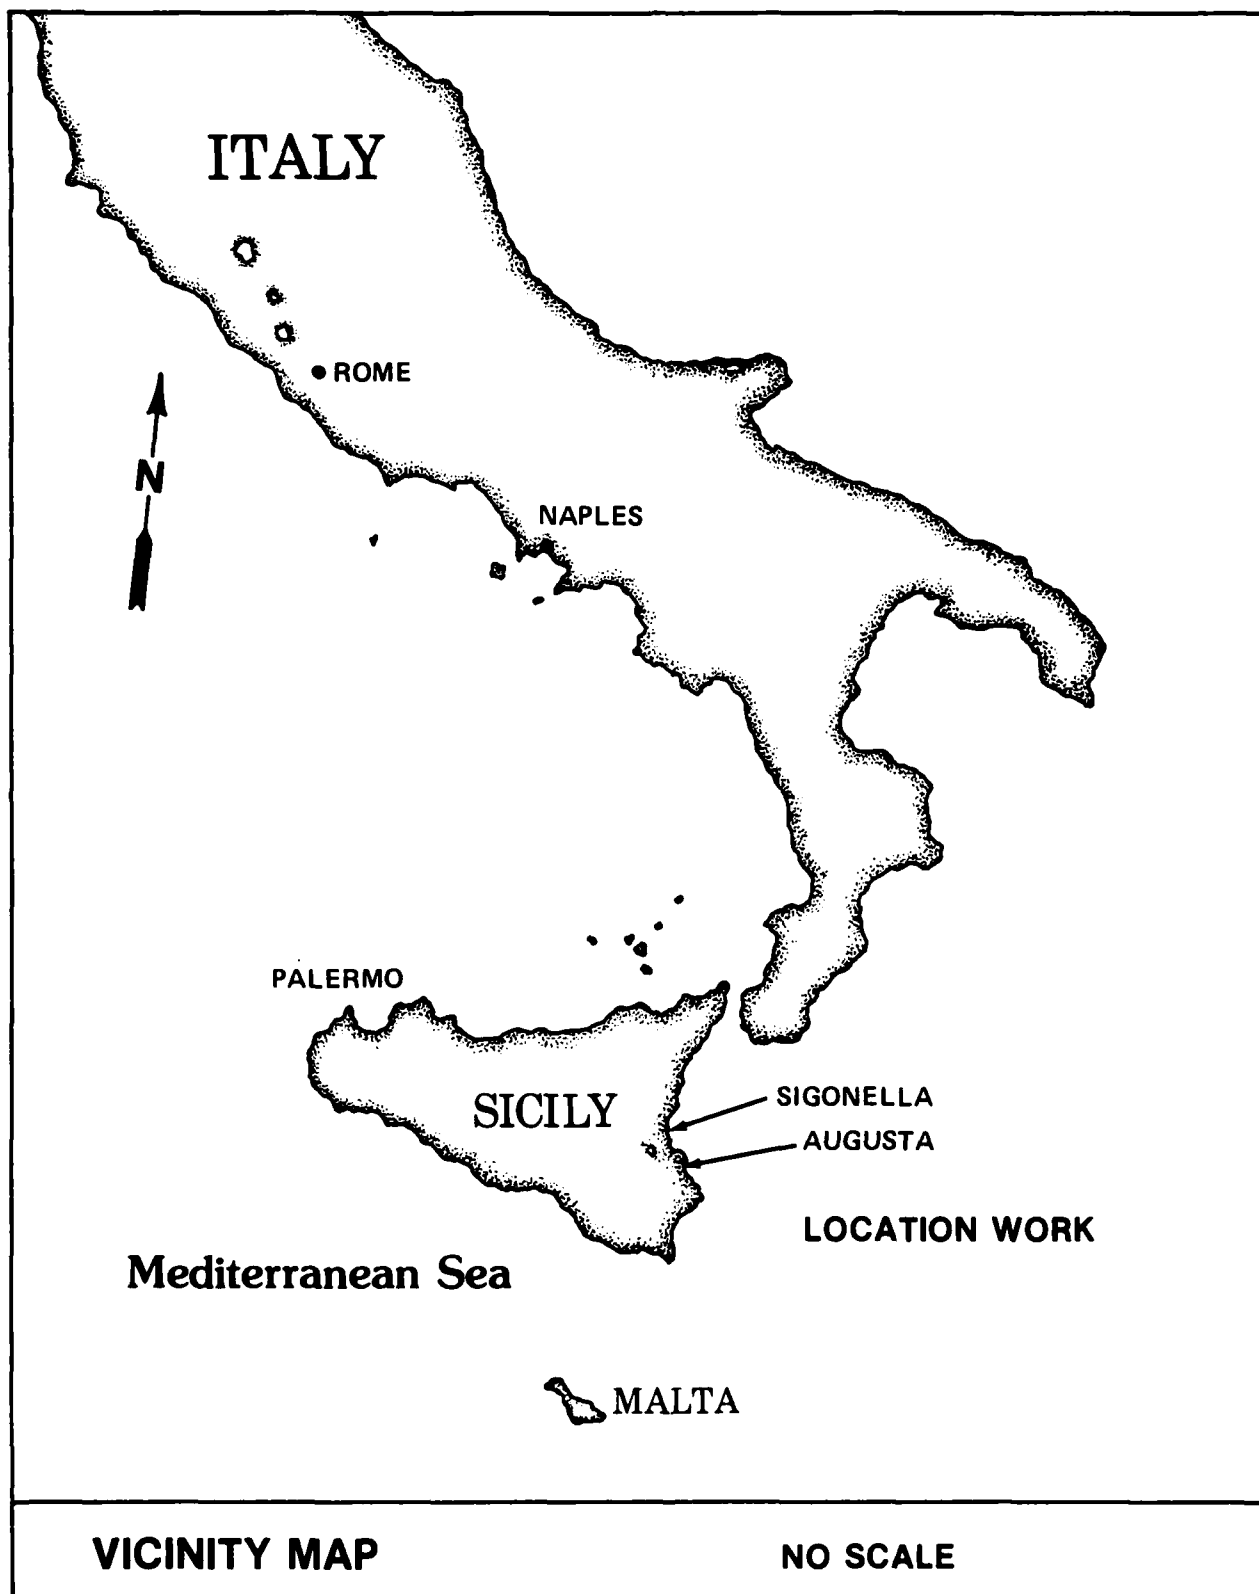 ITALY
ROME
N
NAPLES
PALERMO
SICILY
SIGONELLA
AUGUSTA
LOCATION WORK
Mediterranean Sea
MALTA
VICINITY MAP
NO SCALE